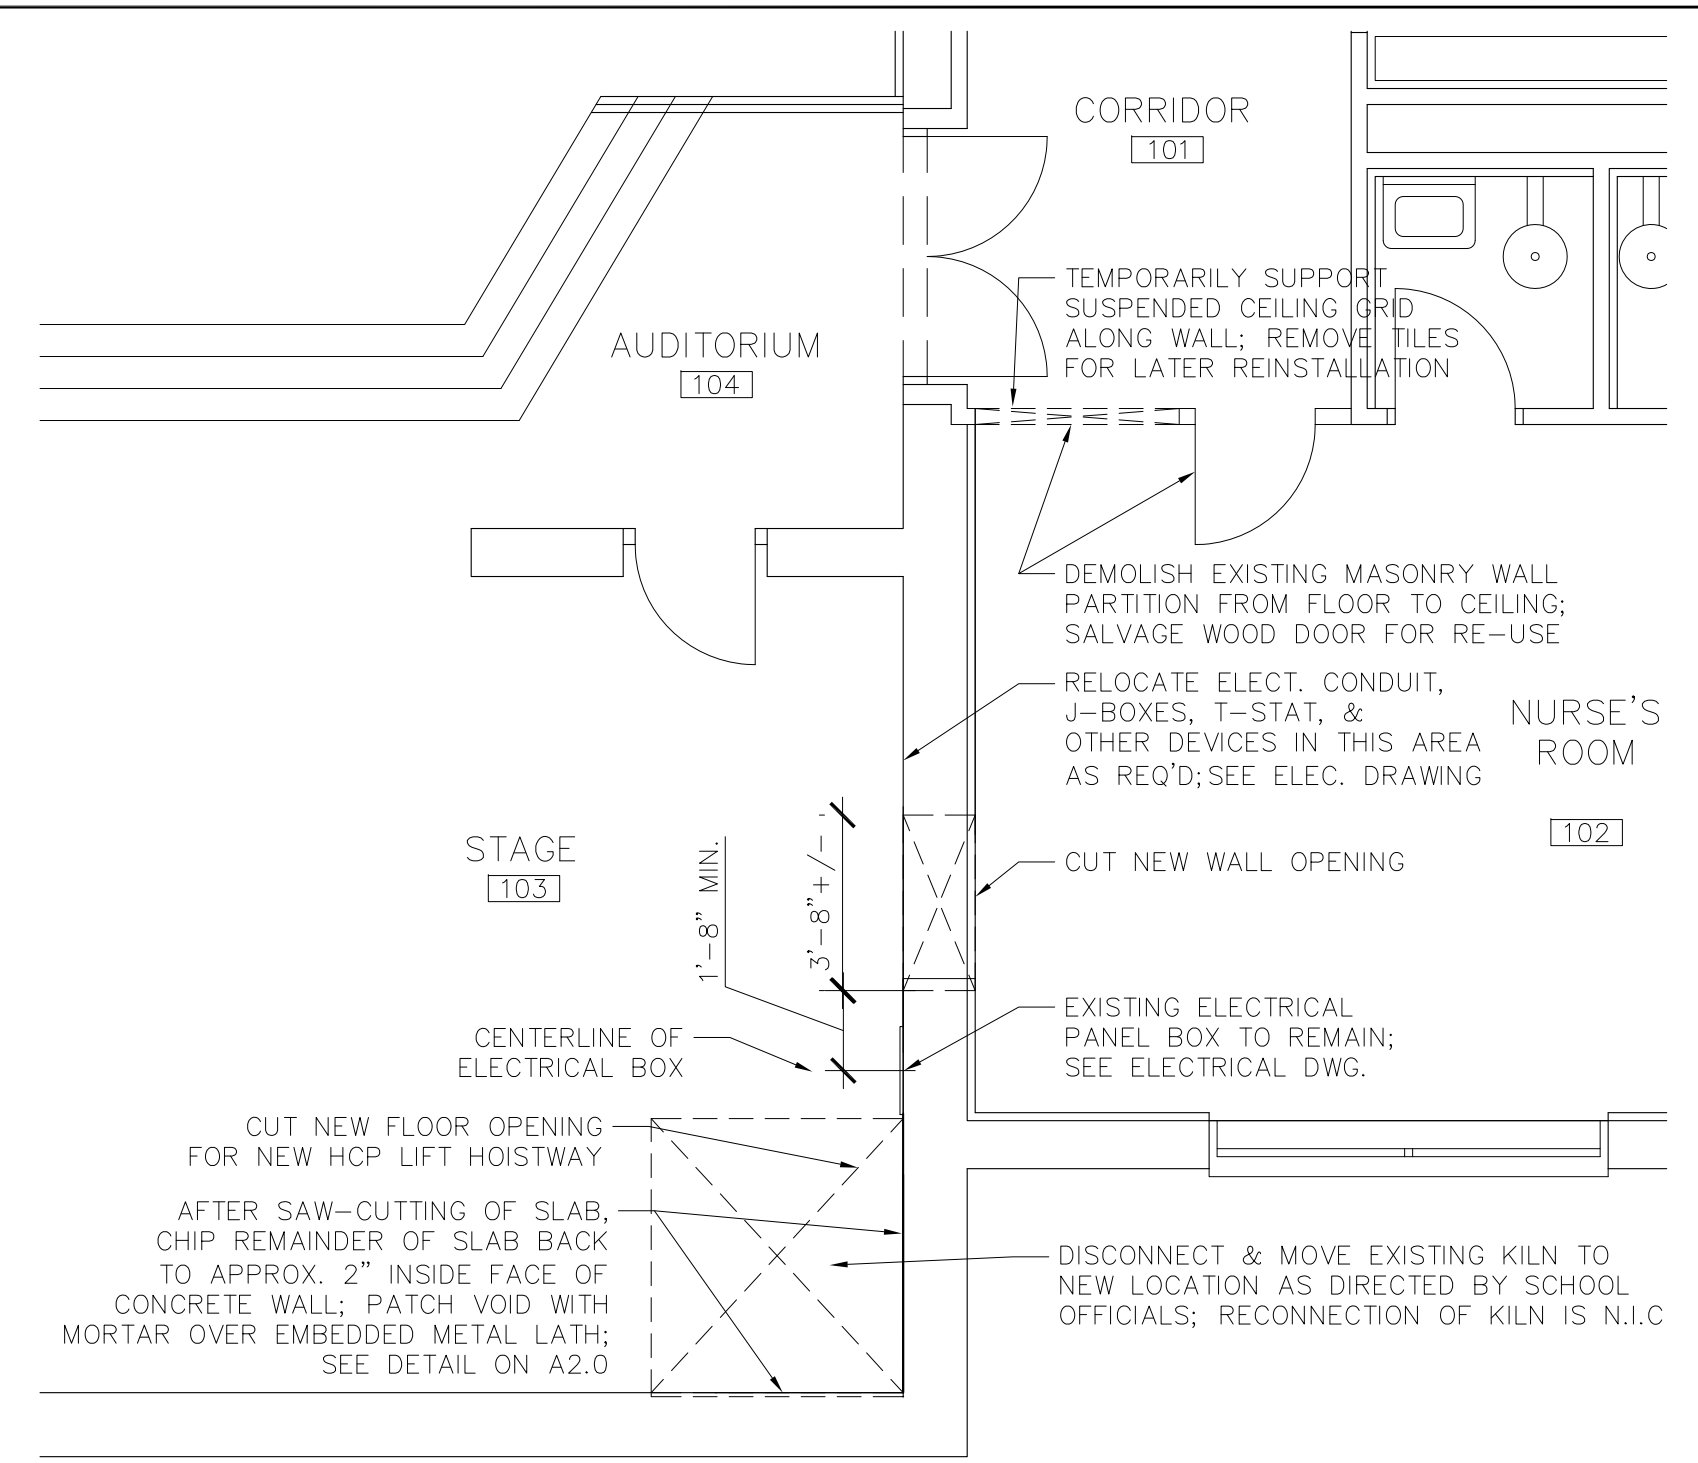 CORRIDOR
101
TEMPORARILY SUPPORT
SUSPENDED CEILING GRID
ALONG WALL; REMOVE TILES
FOR LATER REINSTALLATION
AUDITORIUM
104
DEMOLISH EXISTING MASONRY WALL
PARTITION FROM FLOOR TO CEILING;
SALVAGE WOOD DOOR FOR RE-USE
RELOCATE ELECT. CONDUIT,
J-BOXES, T-STAT, &
OTHER DEVICES IN THIS AREA
AS REQ'D; SEE ELEC. DRAWING
NURSE'S
ROOM
102
STAGE
103
1'-8" MIN.
3'-8"+/-
CUT NEW WALL OPENING
EXISTING ELECTRICAL
PANEL BOX TO REMAIN;
SEE ELECTRICAL DWG.
CENTERLINE OF
ELECTRICAL BOX
CUT NEW FLOOR OPENING
FOR NEW HCP LIFT HOISTWAY
AFTER SAW-CUTTING OF SLAB,
CHIP REMAINDER OF SLAB BACK
TO APPROX. 2" INSIDE FACE OF
CONCRETE WALL; PATCH VOID WITH
MORTAR OVER EMBEDDED METAL LATH;
SEE DETAIL ON A2.0
DISCONNECT & MOVE EXISTING KILN TO
NEW LOCATION AS DIRECTED BY SCHOOL
OFFICIALS; RECONNECTION OF KILN IS N.I.C